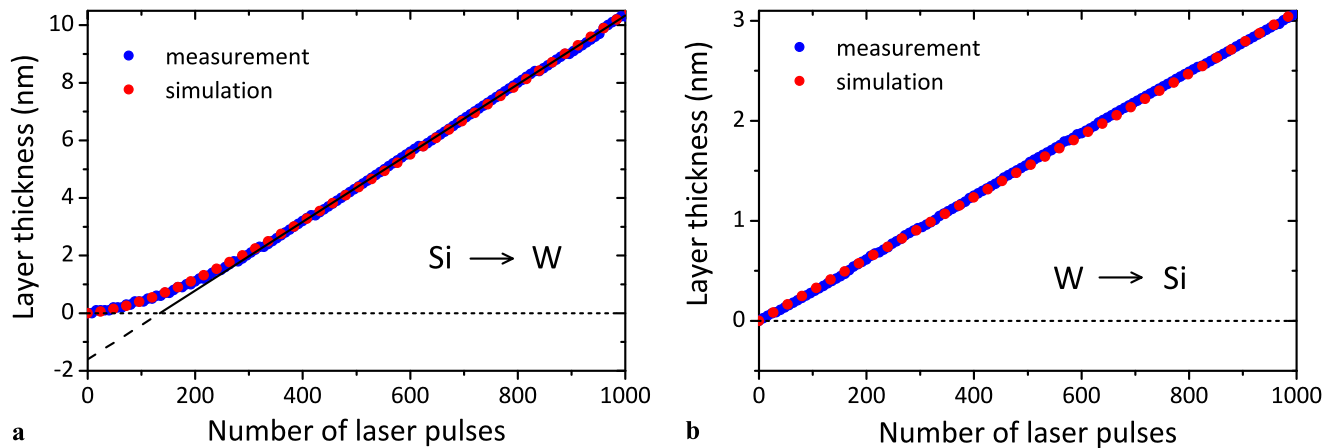 10
8
6
4
2
0
-2
Layer thickness (nm)
measurement
simulation
Si → W
0 200 400 600 800 1000
Number of laser pulses
a
3
2
1
0
Layer thickness (nm)
measurement
simulation
W → Si
0 200 400 600 800 1000
Number of laser pulses
b